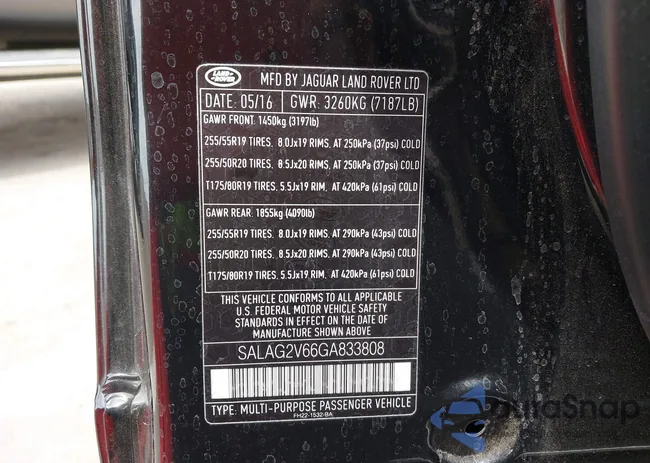 LAND ROVER
MFD BY JAGUAR LAND ROVER LTD
DATE: 05/16 GWR: 3260KG (7187LB)
GAWR FRONT. 1450kg (3197lb)
255/55R19 TIRES. 8.0Jx19 RIMS, AT 250kPa (37psi) COLD
255/50R20 TIRES. 8.5Jx20 RIMS, AT 250kPa (37psi) COLD
T175/80R19 TIRES. 5.5Jx19 RIM, AT 420kPa (61psi) COLD
GAWR REAR. 1855kg (4090lb)
255/55R19 TIRES. 8.0Jx19 RIMS, AT 290kPa (43psi) COLD
255/50R20 TIRES. 8.5Jx20 RIMS, AT 290kPa (43psi) COLD
T175/80R19 TIRES. 5.5Jx19 RIM, AT 420kPa (61psi) COLD
THIS VEHICLE CONFORMS TO ALL APPLICABLE
U.S. FEDERAL MOTOR VEHICLE SAFETY
STANDARDS IN EFFECT ON THE DATE OF
MANUFACTURE SHOWN ABOVE
SALAG2V66GA833808
TYPE: MULTI-PURPOSE PASSENGER VEHICLE
FH22-1532-BA
AutoSnap